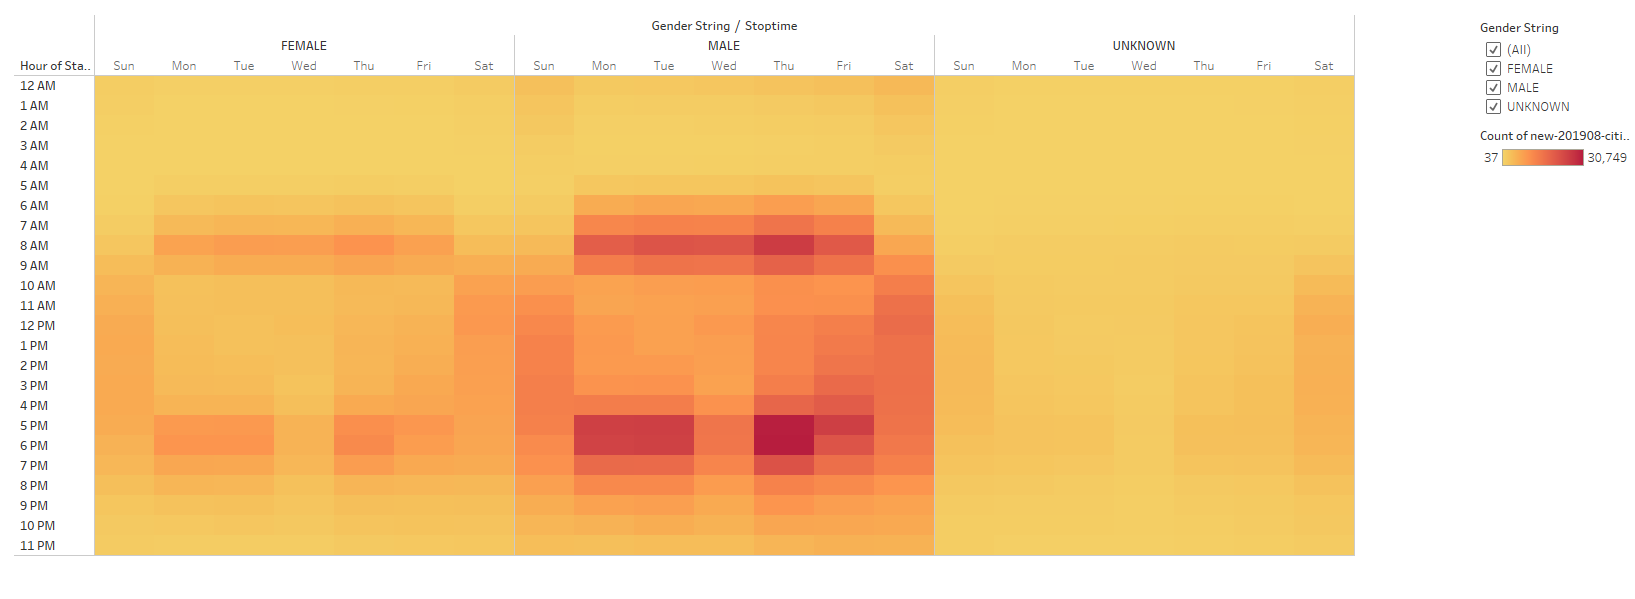 Gender String / Stoptime
FEMALE MALE UNKNOWN
Hour of Sta.. Sun Mon Tue Wed Thu Fri Sat Sun Mon Tue Wed Thu Fri Sat Sun Mon Tue Wed Thu Fri Sat
12 AM
1 AM
2 AM
3 AM
4 AM
5 AM
6 AM
7 AM
8 AM
9 AM
10 AM
11 AM
12 PM
1 PM
2 PM
3 PM
4 PM
5 PM
6 PM
7 PM
8 PM
9 PM
10 PM
11 PM
Gender String
(All)
FEMALE
MALE
UNKNOWN
Count of new-201908-citi..
37 30,749